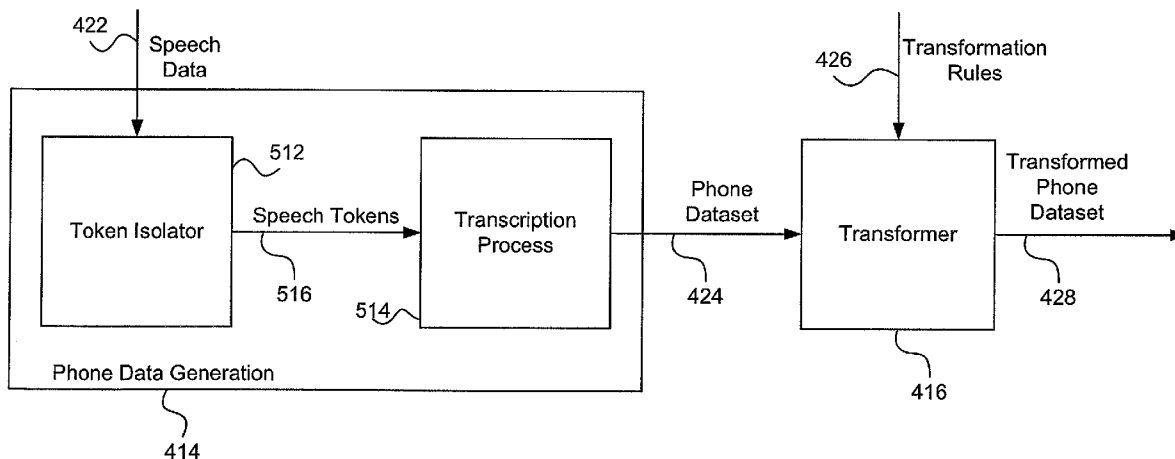 422
Speech
Data
426
Transformation
Rules
512
Token Isolator
Speech Tokens
516
Transcription
Process
514
Phone
Dataset
424
Transformer
Transformed
Phone
Dataset
428
416
Phone Data Generation
414